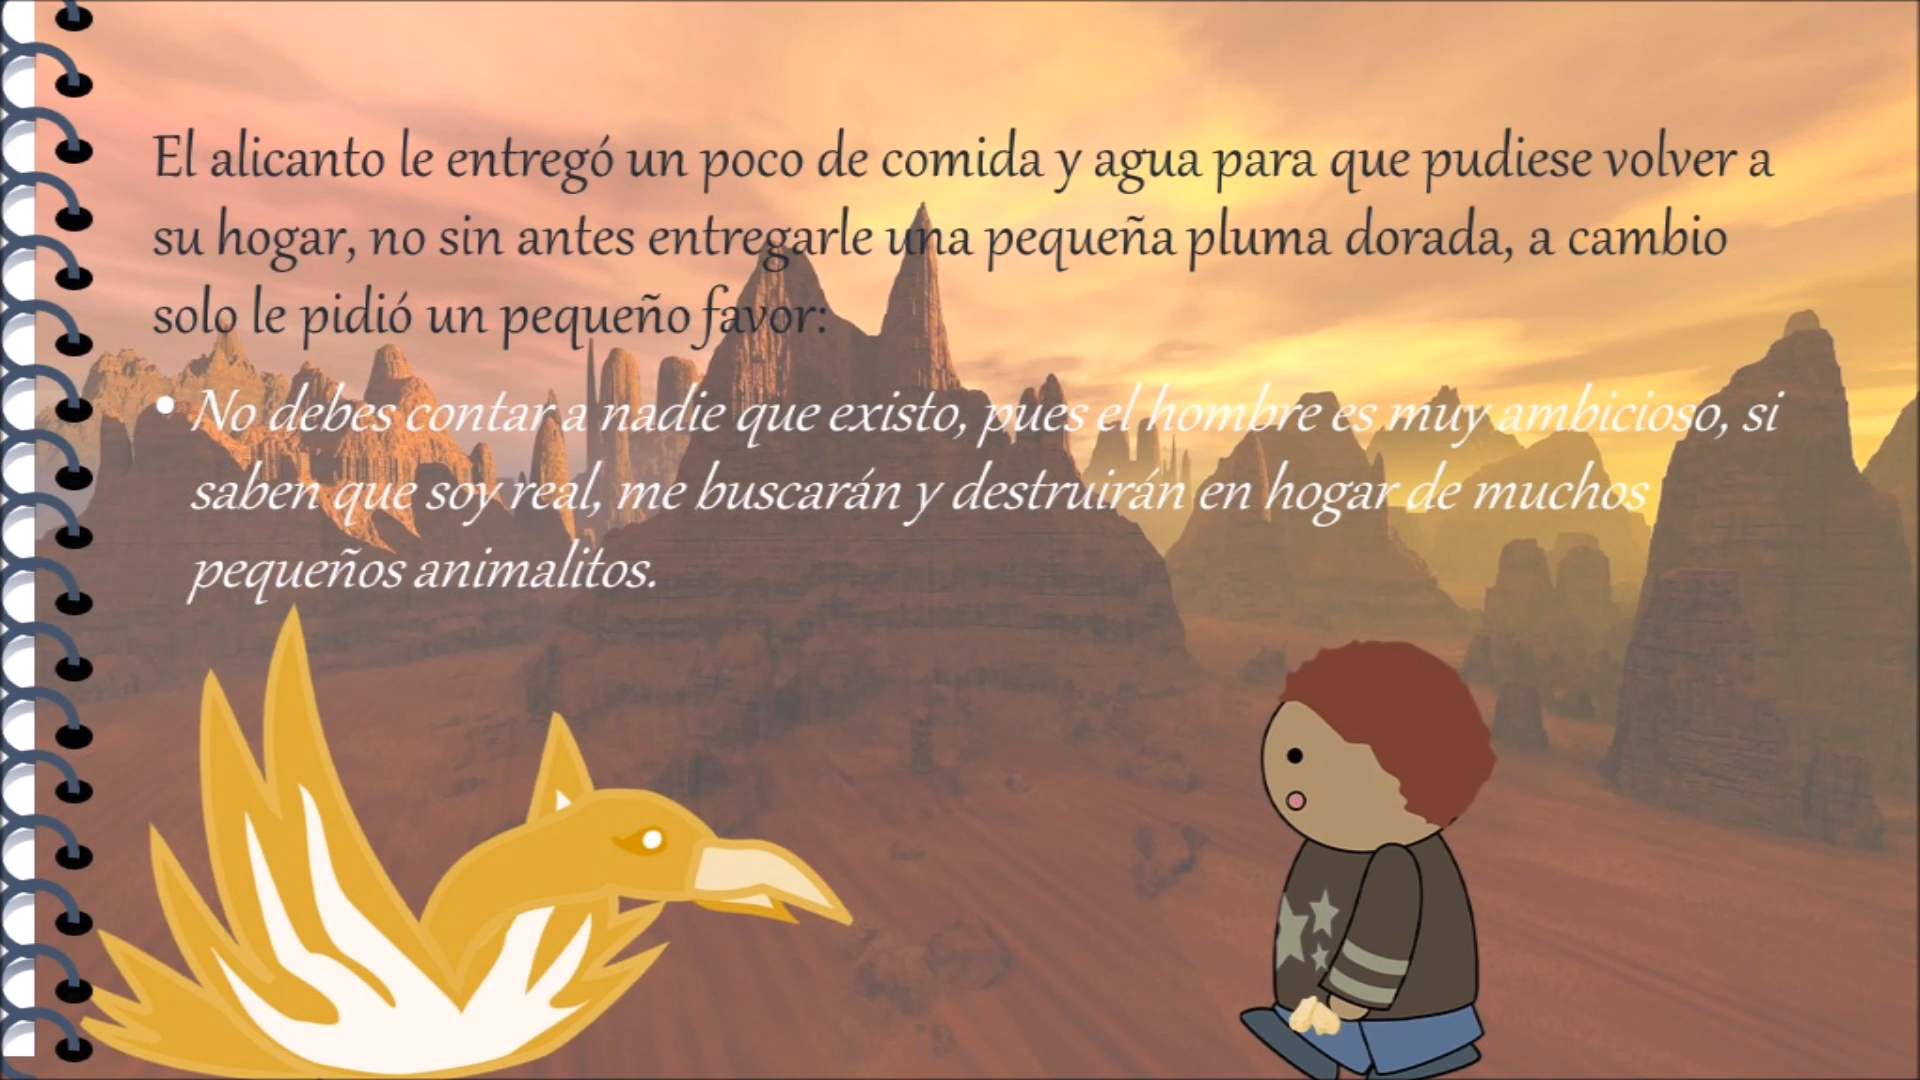 El alicanto le entregó un poco de comida y agua para que pudiese volver a
su hogar, no sin antes entregarle una pequeña pluma dorada, a cambio
solo le pidió un pequeño favor:
• No debes contar a nadie que existo, pues el hombre es muy ambicioso, si
saben que soy real, me buscarán y destruirán en hogar de muchos
pequeños animalitos.